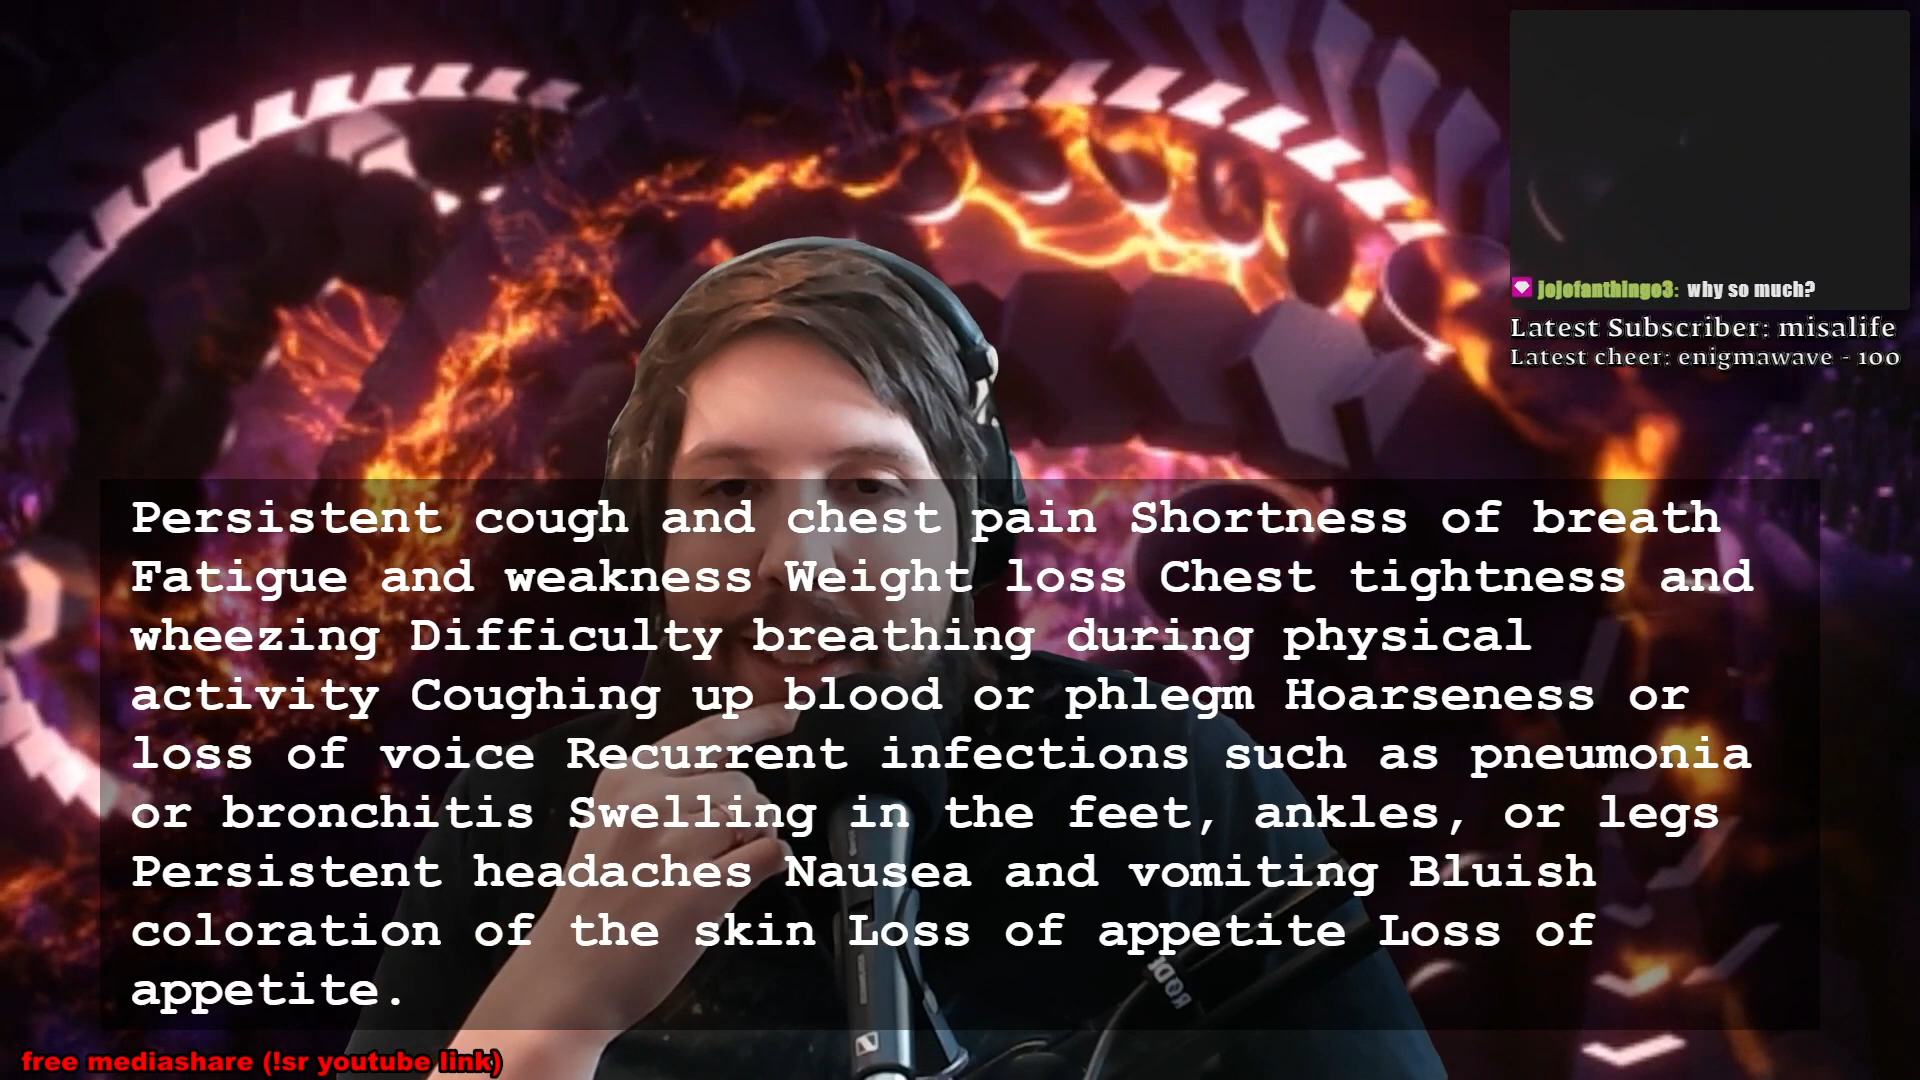 jojofanthingo3: why so much?
Latest Subscriber: misalife
Latest cheer: enigmawave - 100
Persistent cough and chest pain Shortness of breath
Fatigue and weakness Weight loss Chest tightness and
wheezing Difficulty breathing during physical
activity Coughing up blood or phlegm Hoarseness or
loss of voice Recurrent infections such as pneumonia
or bronchitis Swelling in the feet, ankles, or legs
Persistent headaches Nausea and vomiting Bluish
coloration of the skin Loss of appetite Loss of
appetite.
free mediashare (!sr youtube link)